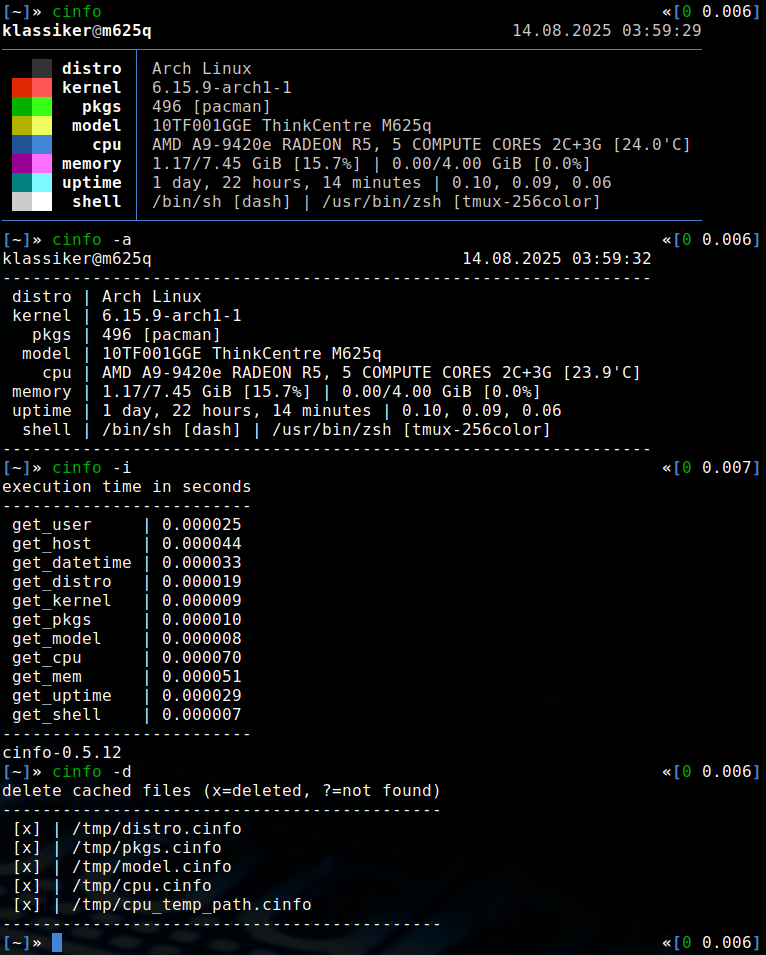 [~]» cinfo «[0 0.006]
klassiker@m625q 14.08.2025 03:59:29
distro │ Arch Linux
kernel │ 6.15.9-arch1-1
pkgs │ 496 [pacman]
model │ 10TF001GGE ThinkCentre M625q
cpu │ AMD A9-9420e RADEON R5, 5 COMPUTE CORES 2C+3G [24.0'C]
memory │ 1.17/7.45 GiB [15.7%] | 0.00/4.00 GiB [0.0%]
uptime │ 1 day, 22 hours, 14 minutes | 0.10, 0.09, 0.06
shell │ /bin/sh [dash] | /usr/bin/zsh [tmux-256color]
[~]» cinfo -a «[0 0.006]
klassiker@m625q 14.08.2025 03:59:32
-----------------------------------------------------------------
distro | Arch Linux
kernel | 6.15.9-arch1-1
pkgs | 496 [pacman]
model | 10TF001GGE ThinkCentre M625q
cpu | AMD A9-9420e RADEON R5, 5 COMPUTE CORES 2C+3G [23.9'C]
memory | 1.17/7.45 GiB [15.7%] | 0.00/4.00 GiB [0.0%]
uptime | 1 day, 22 hours, 14 minutes | 0.10, 0.09, 0.06
shell | /bin/sh [dash] | /usr/bin/zsh [tmux-256color]
-----------------------------------------------------------------
[~]» cinfo -i «[0 0.007]
execution time in seconds
-------------------------
get_user | 0.000025
get_host | 0.000044
get_datetime | 0.000033
get_distro | 0.000019
get_kernel | 0.000009
get_pkgs | 0.000010
get_model | 0.000008
get_cpu | 0.000070
get_mem | 0.000051
get_uptime | 0.000029
get_shell | 0.000007
-------------------------
cinfo-0.5.12
[~]» cinfo -d «[0 0.006]
delete cached files (x=deleted, ?=not found)
--------------------------------------------
[x] | /tmp/distro.cinfo
[x] | /tmp/pkgs.cinfo
[x] | /tmp/model.cinfo
[x] | /tmp/cpu.cinfo
[x] | /tmp/cpu_temp_path.cinfo
--------------------------------------------
[~]» «[0 0.006]